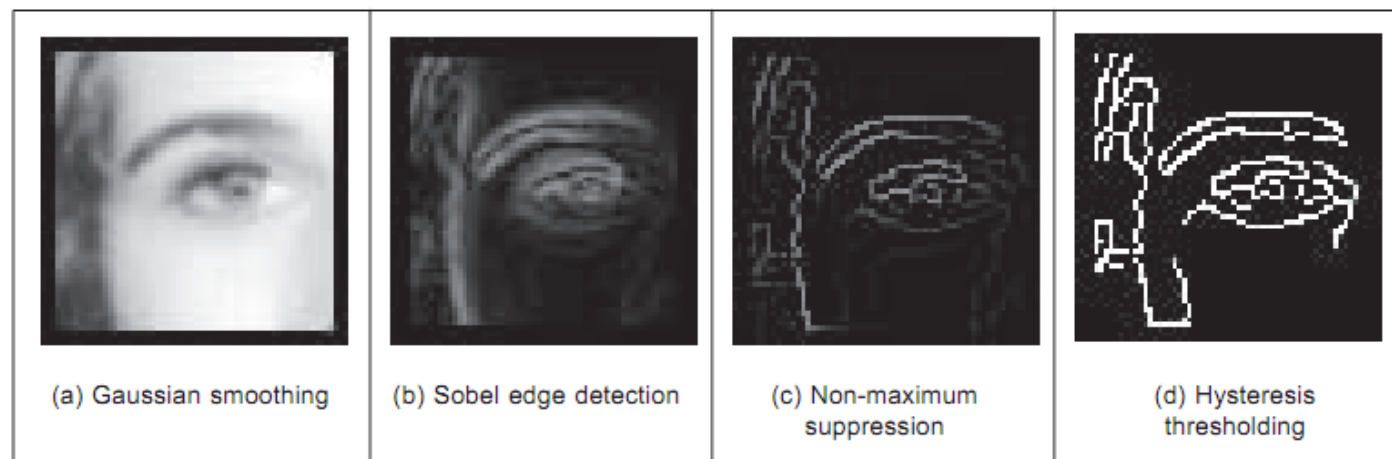 (a) Gaussian smoothing
(b) Sobel edge detection
(c) Non-maximum
suppression
(d) Hysteresis
thresholding